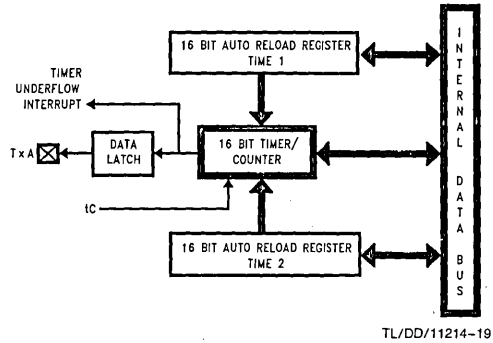 16 BIT AUTO RELOAD REGISTER
TIME 1
TIMER
UNDERFLOW
INTERRUPT
TxA
DATA
LATCH
16 BIT TIMER/
COUNTER
tC
16 BIT AUTO RELOAD REGISTER
TIME 2
INTERNAL DATA BUS
TL/DD/11214-19